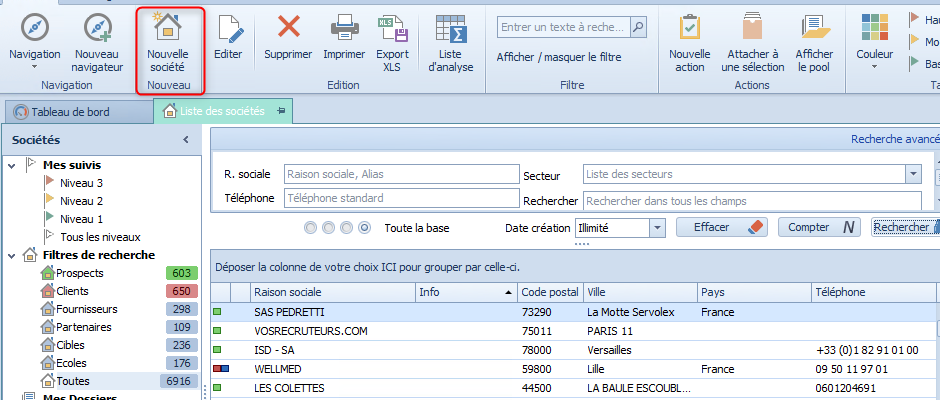 Navigation
Nouveau navigateur
Nouvelle société
Editer
Supprimer
Imprimer
Export XLS
XLS
Liste d'analyse
Entrer un texte à reche...
Afficher / masquer le filtre
Nouvelle action
Attacher à une sélection
Afficher le pool
Couleur
Navigation
Nouveau
Edition
Filtre
Actions
Tableau de bord
Liste des sociétés
Sociétés
Mes suivis
Niveau 3
Niveau 2
Niveau 1
Tous les niveaux
Filtres de recherche
Prospects 603
Clients 650
Fournisseurs 298
Partenaires 109
Cibles 236
Ecoles 176
Toutes 6916
Mes Dossiers
Recherche avancé
R. sociale Raison sociale, Alias Secteur Liste des secteurs
Téléphone Téléphone standard Rechercher Rechercher dans tous les champs
Toute la base Date création Illimité Effacer Compter N Rechercher
Déposer la colonne de votre choix ICI pour grouper par celle-ci.
Raison sociale Info Code postal Ville Pays Téléphone
SAS PEDRETTI 73290 La Motte Servolex France
VOSRECRUTEURS.COM 75011 PARIS 11
ISD - SA 78000 Versailles +33 (0)1 82 91 01 00
WELLMED 59800 Lille France 09 50 11 97 01
LES COLETTES 44500 LA BAULE ESCOUBL... 0601204691